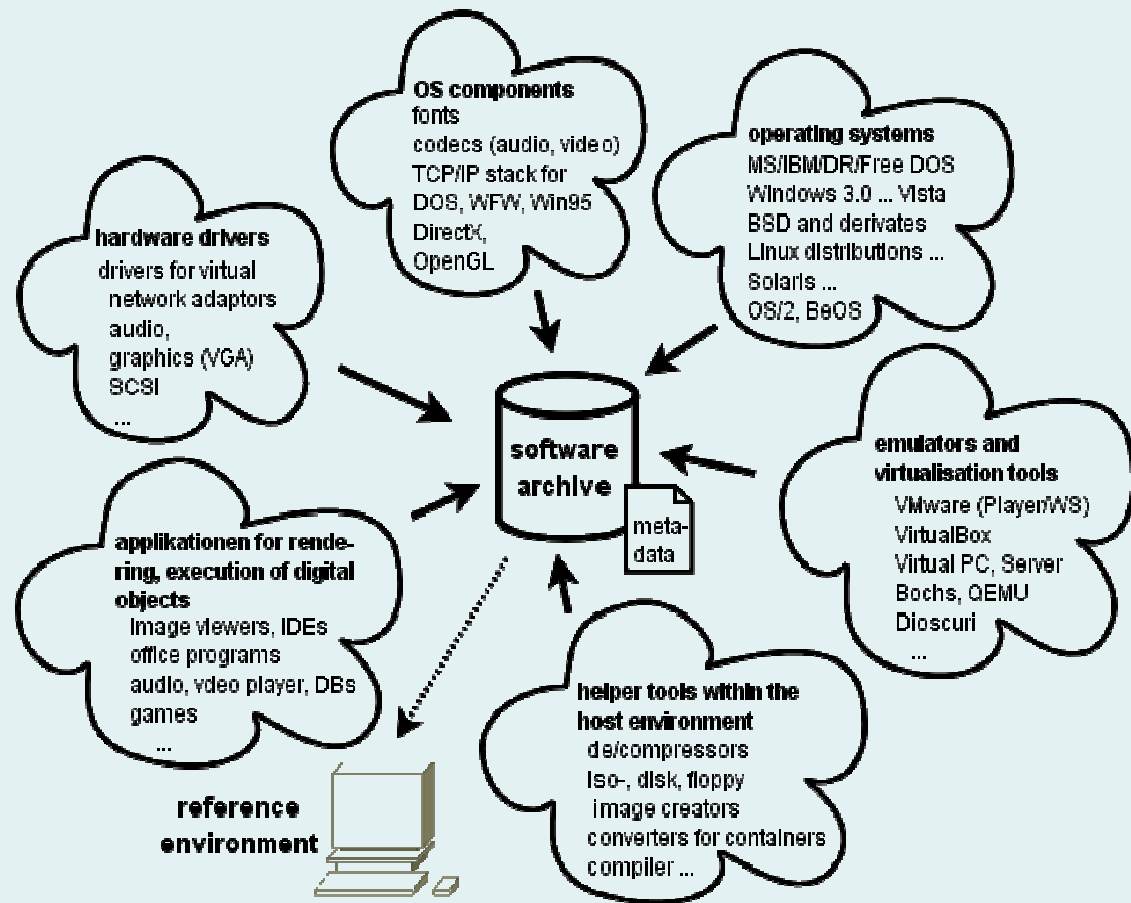 OS components
fonts
codecs (audio, video)
TCP/IP stack for
DOS, WFW, Win95
DirectX,
OpenGL
operating systems
MS/IBM/DR/Free DOS
Windows 3.0 ... Vista
BSD and derivates
Linux distributions ...
Solaris ...
OS/2, BeOS
hardware drivers
drivers for virtual
network adaptors
audio,
graphics (VGA)
SCSI
...
software
archive
meta-
data
emulators and
virtualisation tools
VMware (Player/WS)
VirtualBox
Virtual PC, Server
Bochs, QEMU
Dioscuri
...
applikationen for rende-
ring, execution of digital
objects
image viewers, IDEs
office programs
audio, vdeo player, DBs
games
...
helper tools within the
host environment
de/compressors
iso-, disk, floppy
image creators
converters for containers
compiler ...
reference
environment